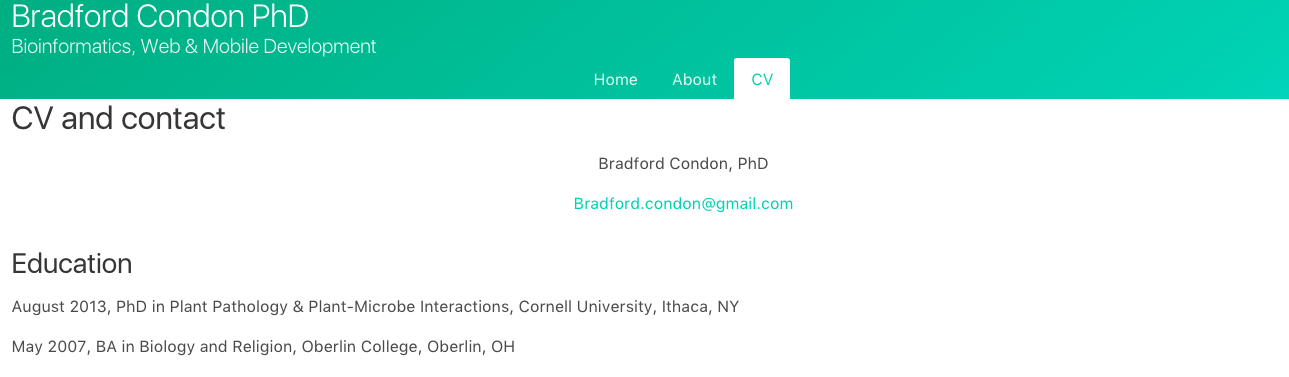 Bradford Condon PhD
Bioinformatics, Web & Mobile Development
Home About CV
CV and contact
Bradford Condon, PhD
Bradford.condon@gmail.com
Education
August 2013, PhD in Plant Pathology & Plant-Microbe Interactions, Cornell University, Ithaca, NY
May 2007, BA in Biology and Religion, Oberlin College, Oberlin, OH